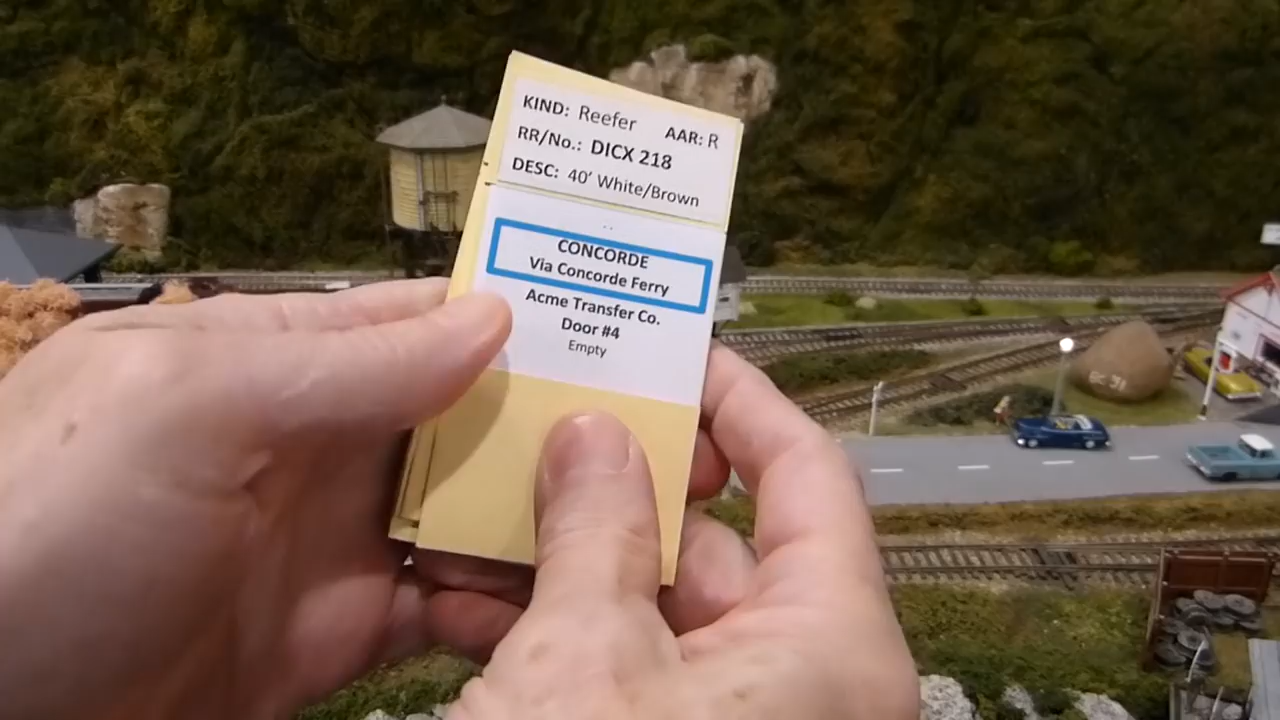 KIND: Reefer AAR: R
RR/No.: DICX 218
DESC: 40' White/Brown
CONCORDE
Via Concorde Ferry
Acme Transfer Co.
Door #4
Empty